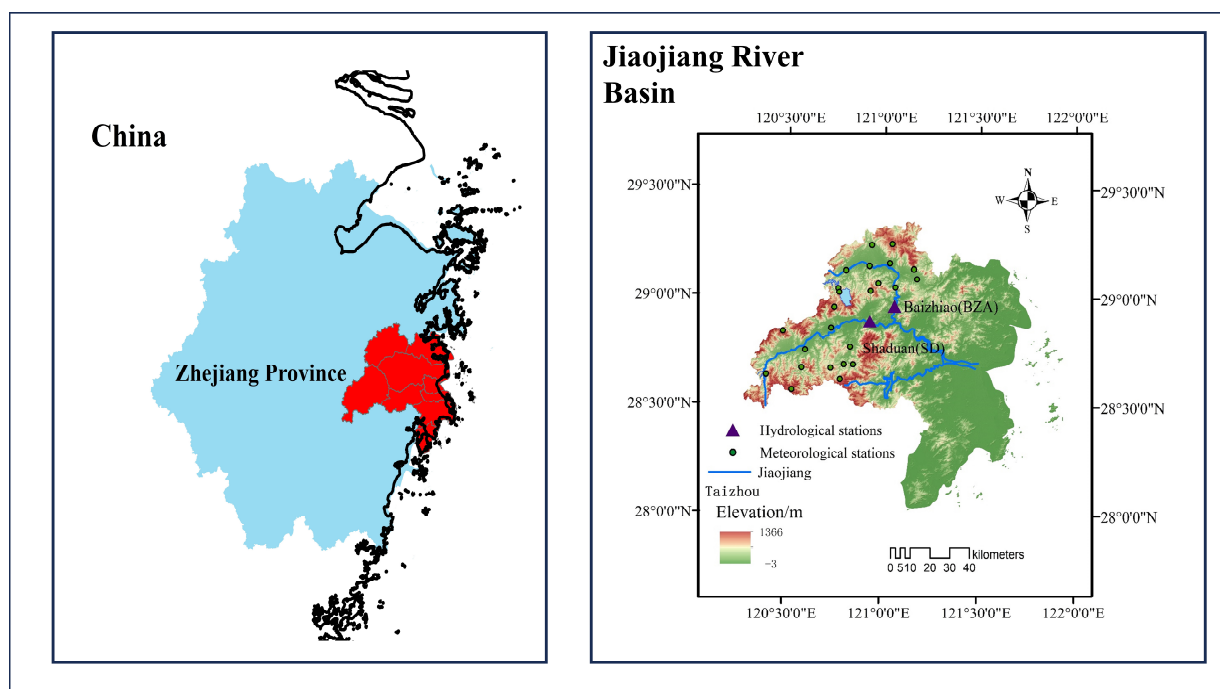 China
Zhejiang Province
Jiaojiang River
Basin
120°30'0"E
121°0'0"E
121°30'0"E
122°0'0"E
29°30'0"N
29°30'0"N
N
W
E
S
29°0'0"N
29°0'0"N
Baizhiao(BZA)
Shaduan(SD)
28°30'0"N
28°30'0"N
Hydrological stations
Meteorological stations
Jiaojiang
Taizhou
Elevation/m
28°0'0"N
28°0'0"N
1366
-3
kilometers
0 510 20 30 40
120°30'0"E
121°0'0"E
121°30'0"E
122°0'0"E